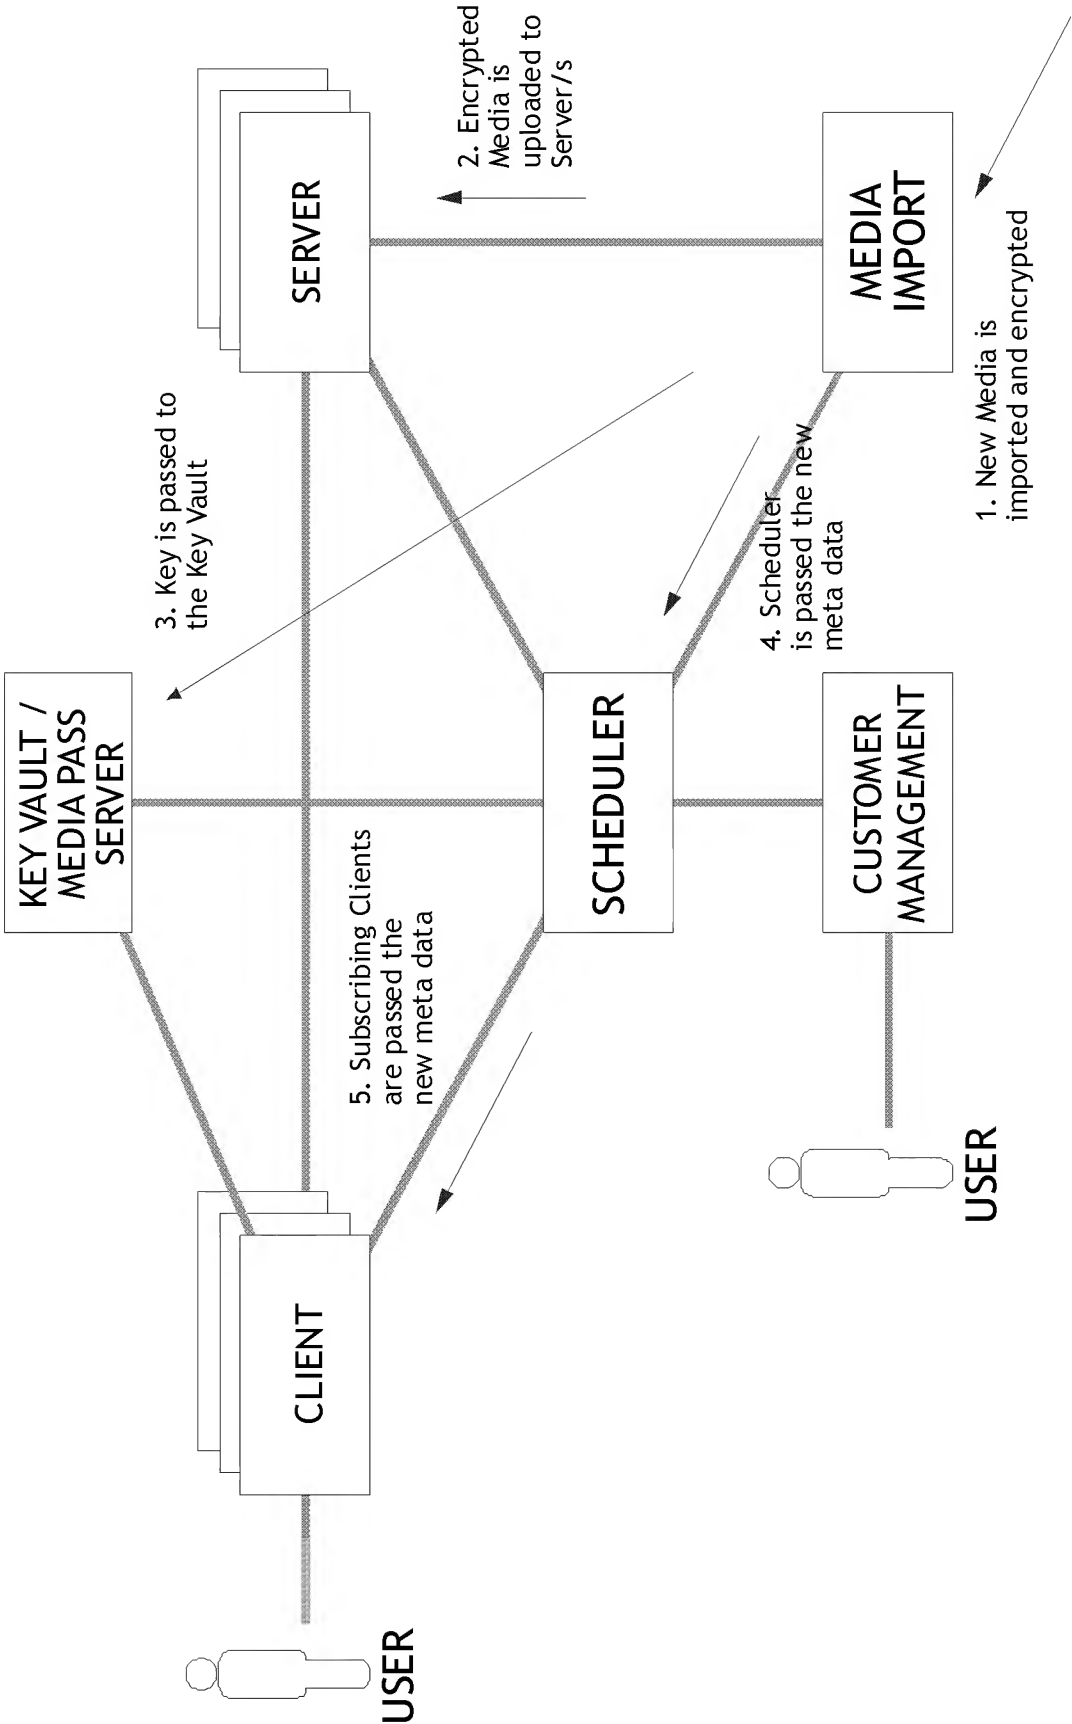 KEY VAULT /
MEDIA PASS
SERVER
3. Key is passed to
the Key Vault
CLIENT
SERVER
USER
5. Subscribing Clients
are passed the
new meta data
2. Encrypted
Media is
uploaded to
Server/s
SCHEDULER
4. Scheduler
is passed the new
meta data
USER
CUSTOMER
MANAGEMENT
MEDIA
IMPORT
1. New Media is
imported and encrypted